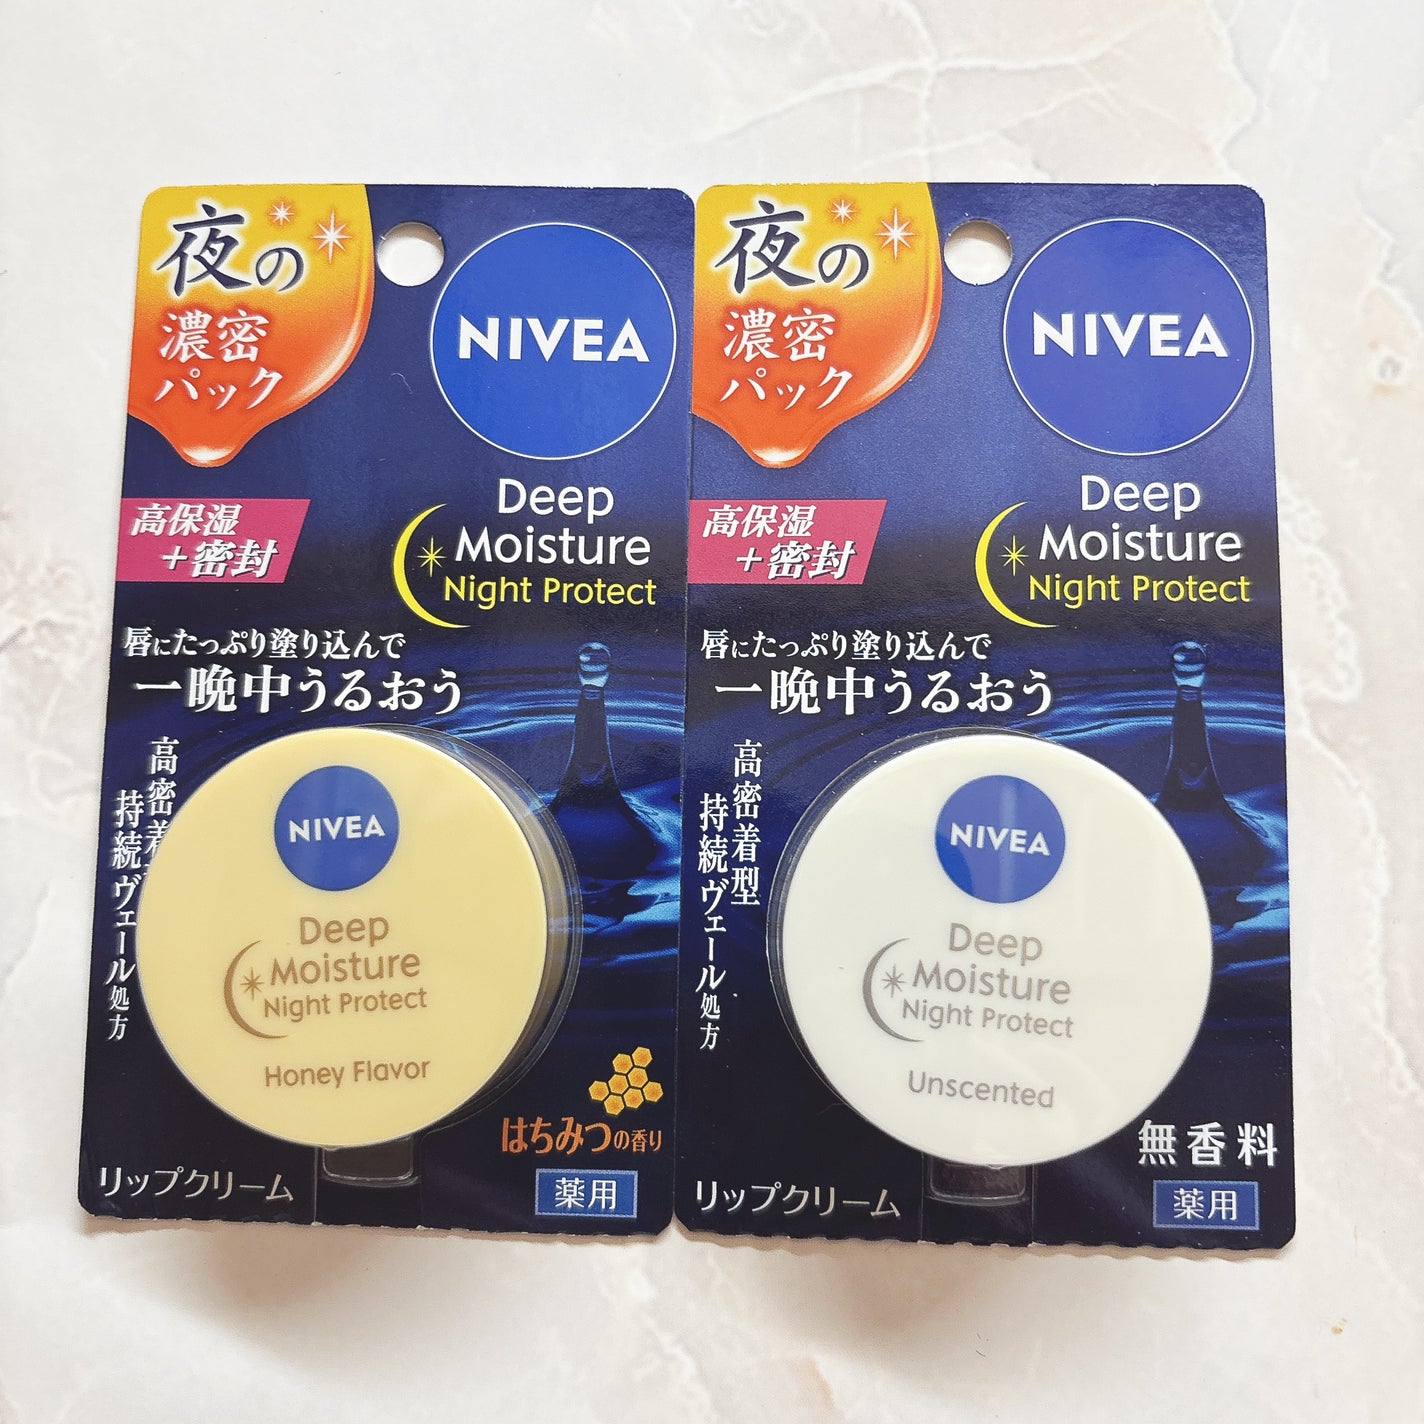 夜の
濃密
パック
NIVEA
Deep
Moisture
Night Protect
高保湿
+密封
唇にたっぷり塗り込んで
一晩中うるおう
高密着
持続ヴェール処方
NIVEA
Deep
Moisture
Night Protect
Honey Flavor
はちみつの香り
リップクリーム
薬用
夜の
濃密
パック
NIVEA
Deep
Moisture
Night Protect
高保湿
+密封
唇にたっぷり塗り込んで
一晩中うるおう
高密着型
持続ヴェール処方
NIVEA
Deep
Moisture
Night Protect
Unscented
無香料
リップクリーム
薬用